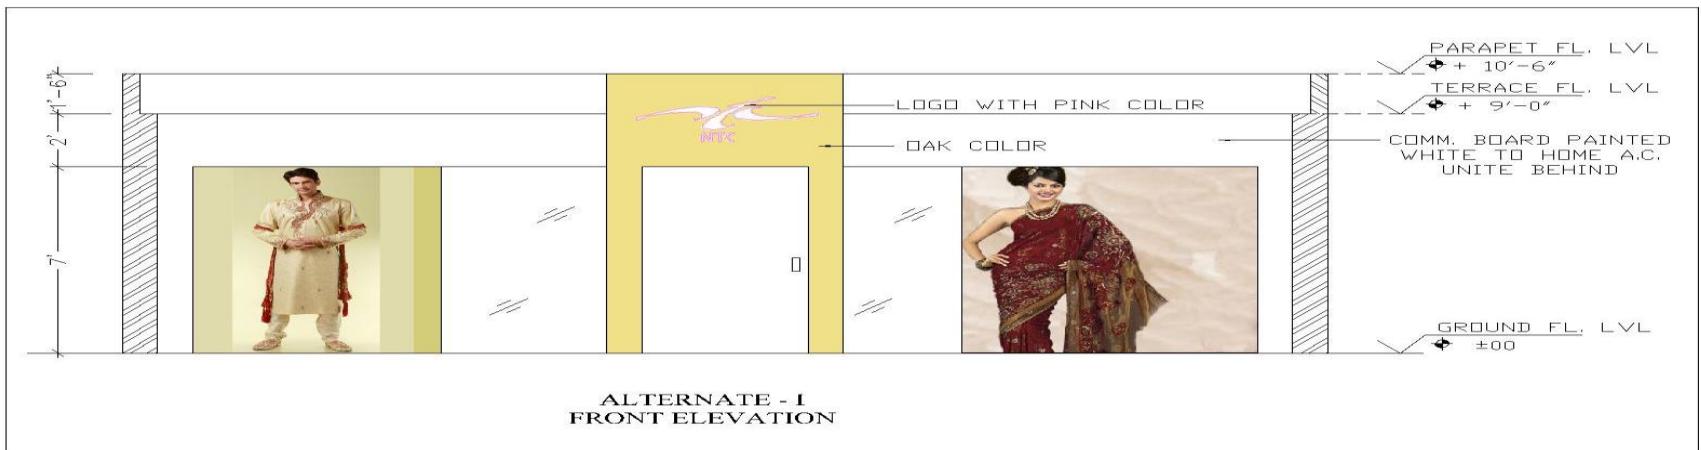 PARAPET FL. LVL
+ 10'-6"
TERRACE FL. LVL
+ 9'-0"
1'-6"
LOGO WITH PINK COLOR
NTC
2'
OAK COLOR
COMM. BOARD PAINTED
WHITE TO HOME A.C.
UNITE BEHIND
7'
GROUND FL. LVL
±00
ALTERNATE - I
FRONT ELEVATION